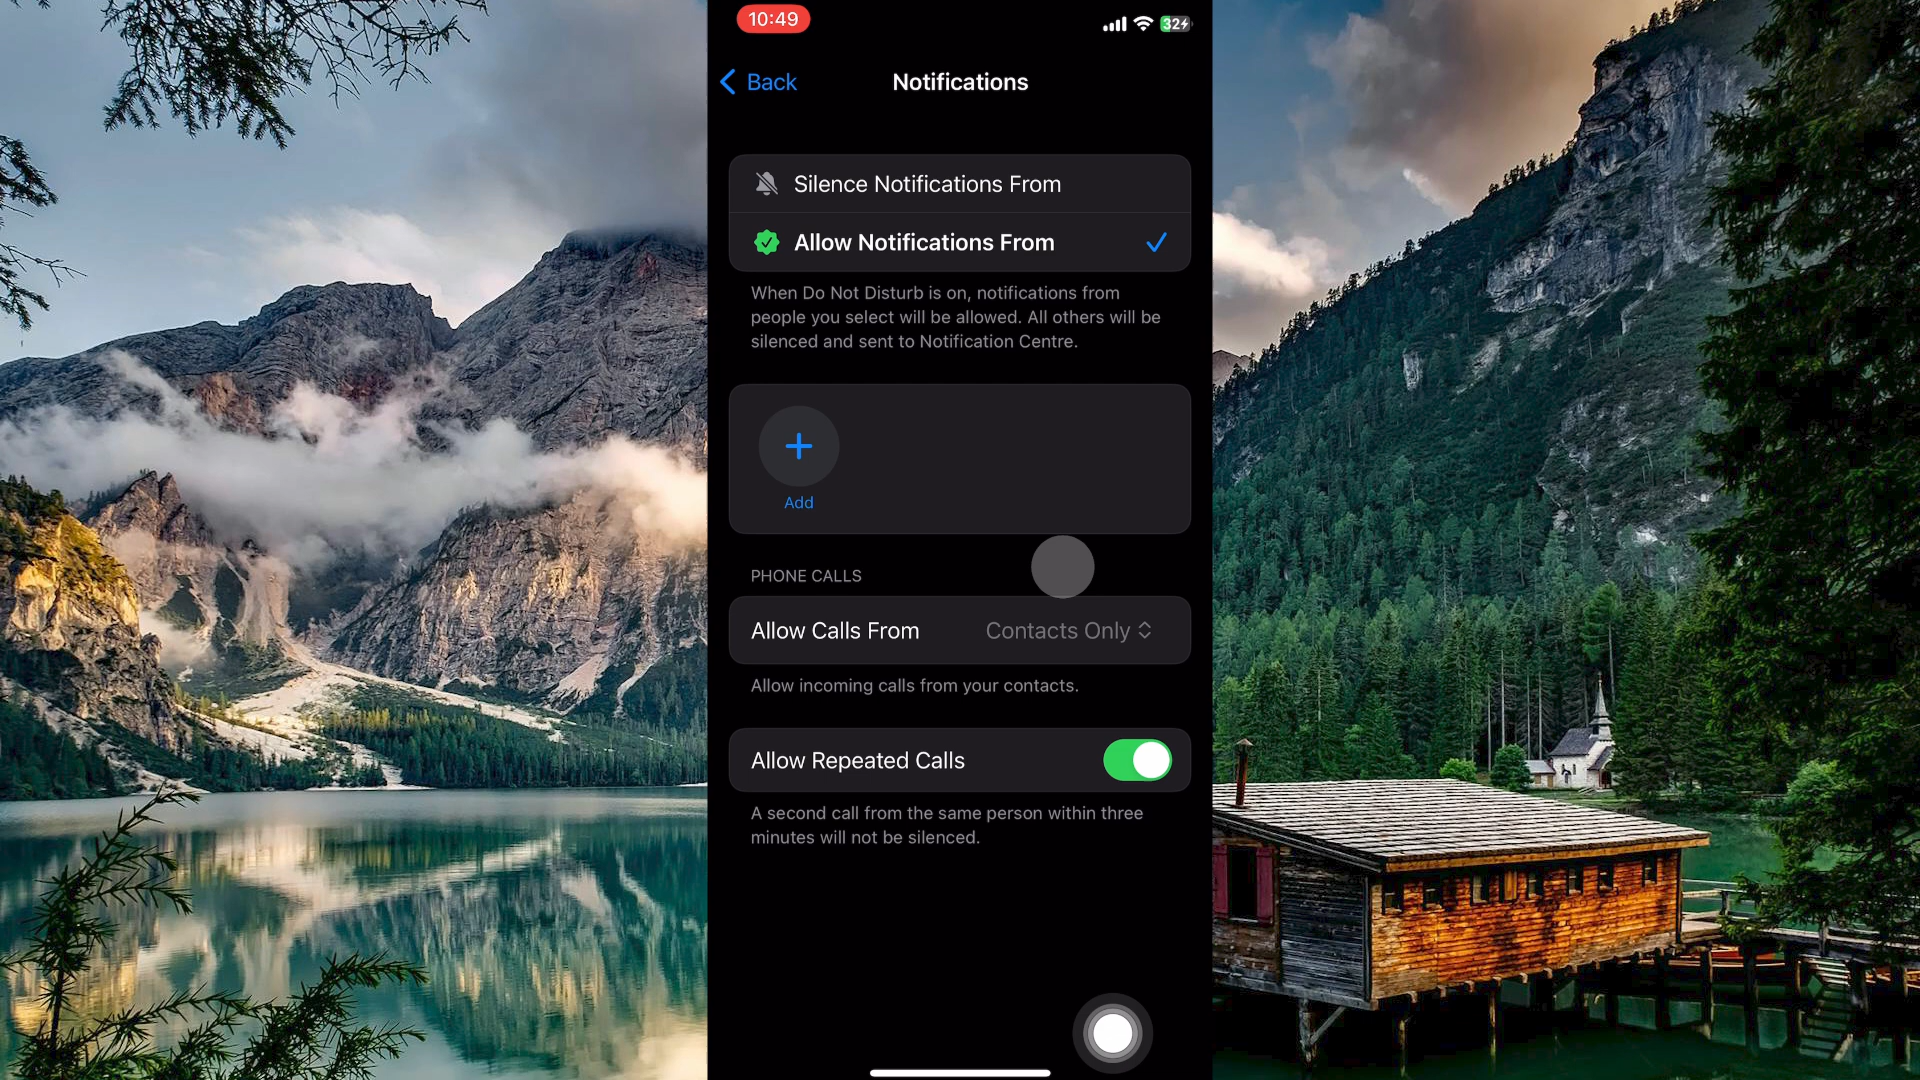 10:49
32
Back
Notifications
Silence Notifications From
Allow Notifications From
When Do Not Disturb is on, notifications from
people you select will be allowed. All others will be
silenced and sent to Notification Centre.
Add
PHONE CALLS
Allow Calls From Contacts Only
Allow incoming calls from your contacts.
Allow Repeated Calls
A second call from the same person within three
minutes will not be silenced.